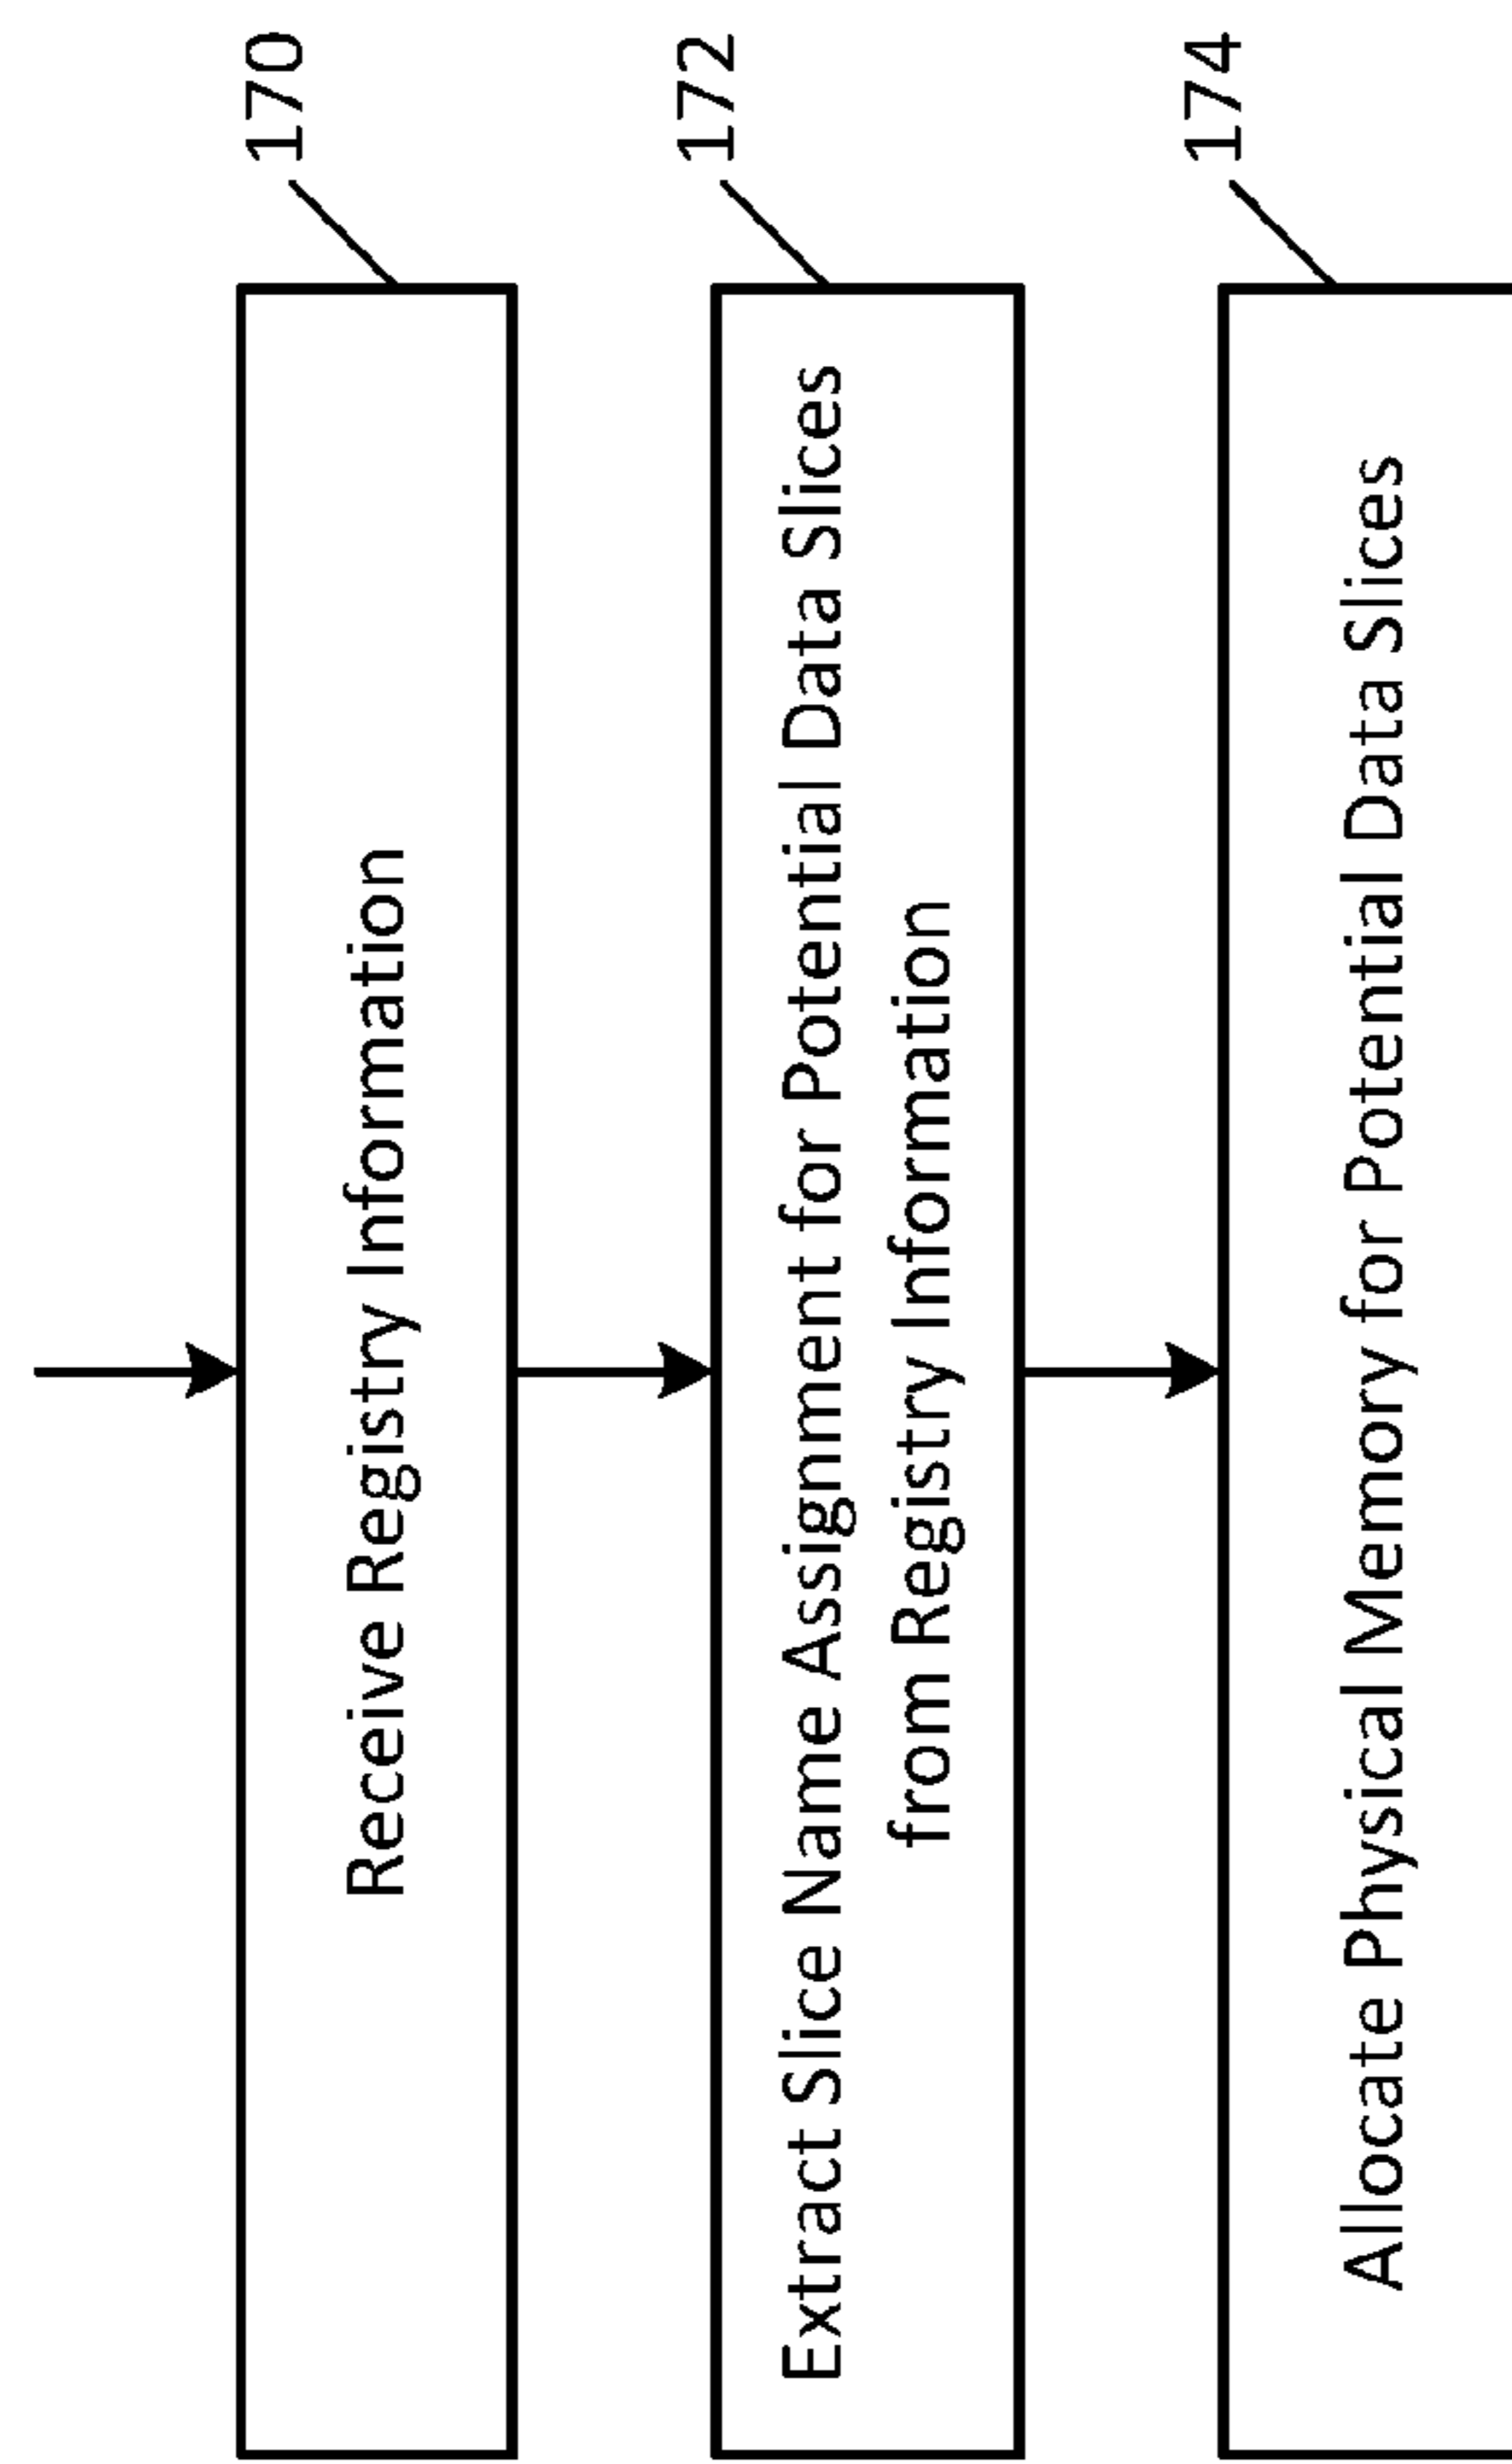 170
Receive Registry Information
172
Extract Slice Name Assignment for Potential Data Slices
from Registry Information
174
Allocate Physical Memory for Potential Data Slices